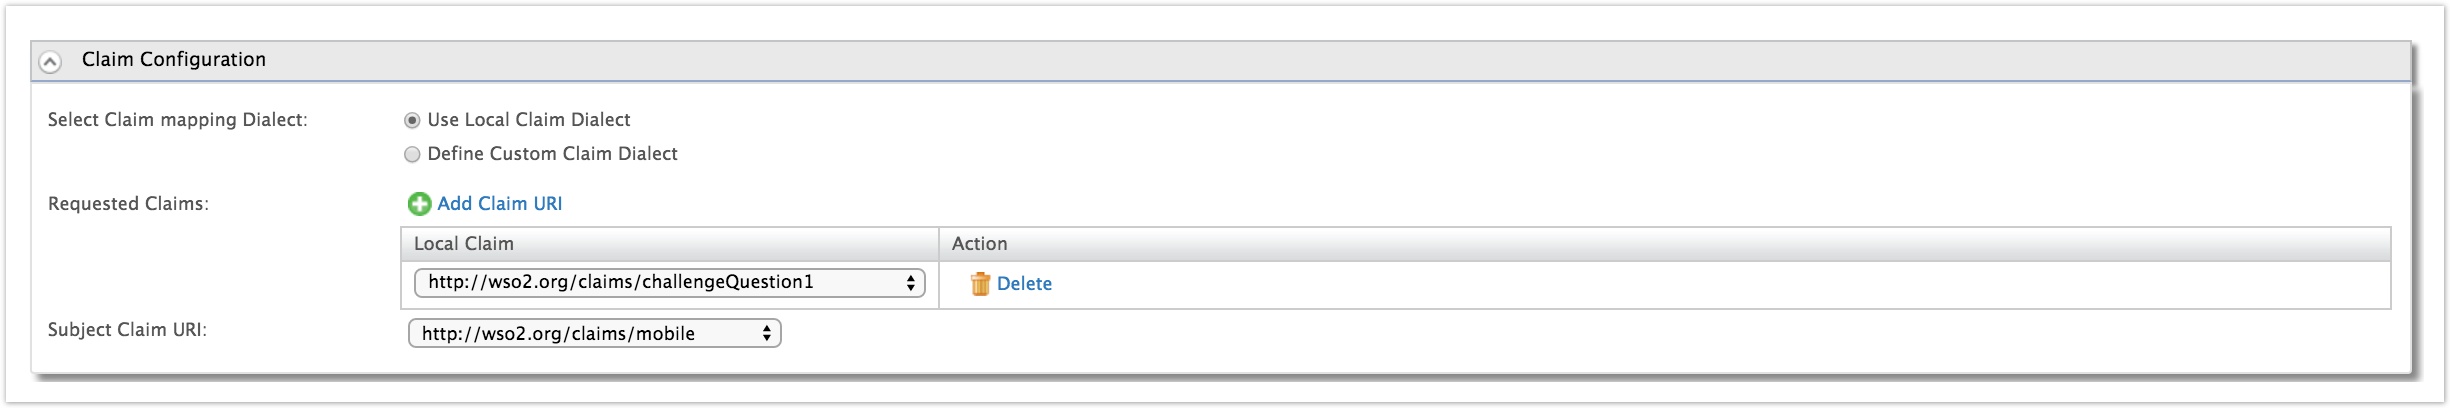 Claim Configuration
Select Claim mapping Dialect:
Use Local Claim Dialect
Define Custom Claim Dialect
Requested Claims:
Add Claim URI
Local Claim
Action
http://wso2.org/claims/challengeQuestion1
Delete
Subject Claim URI:
http://wso2.org/claims/mobile